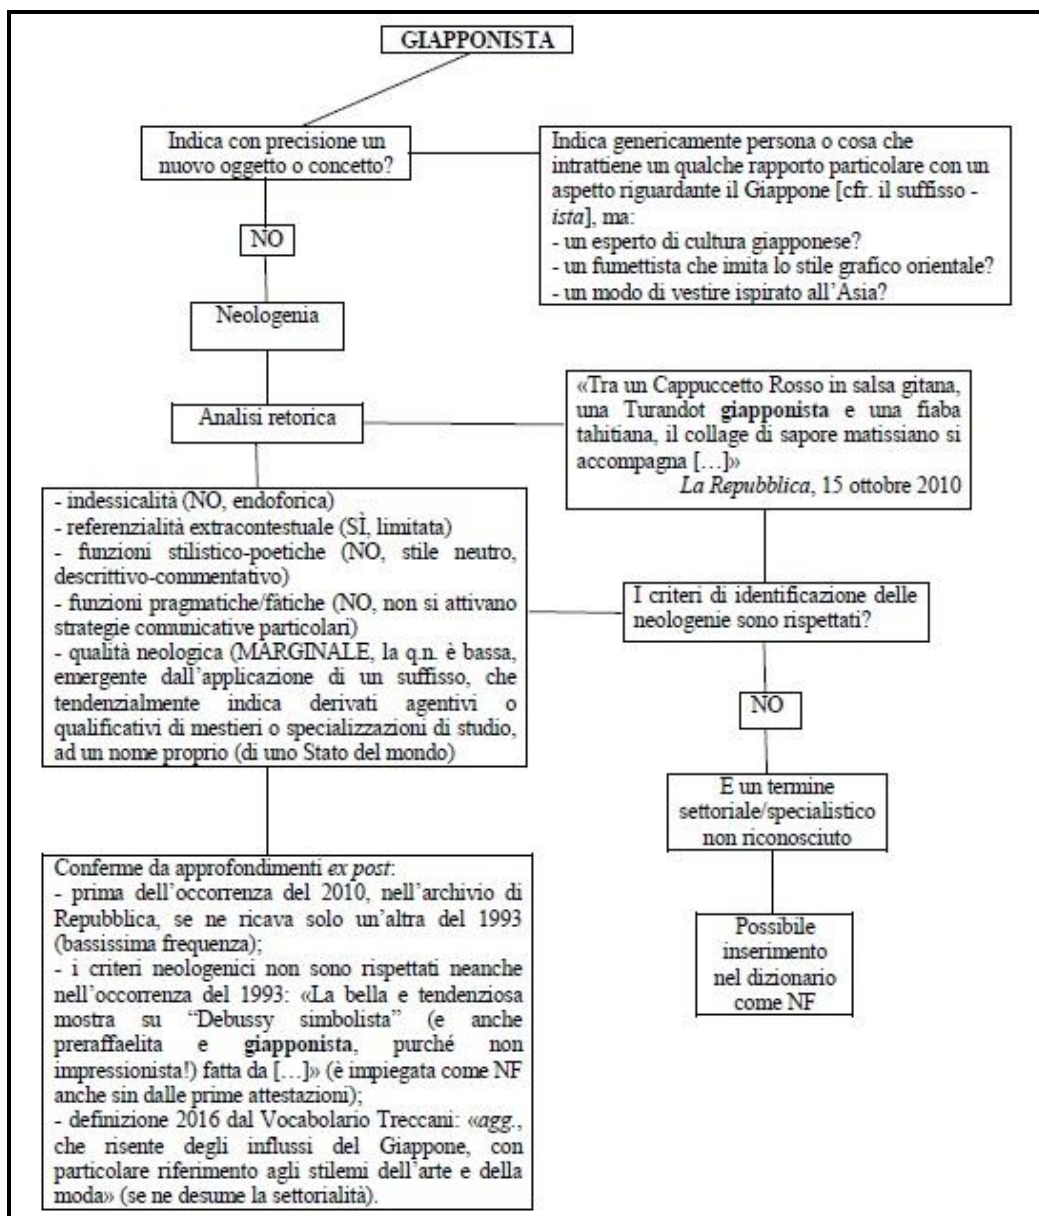 GIAPPONISTA
Indica con precisione un
nuovo oggetto o concetto?
Indica genericamente persona o cosa che
intrattiene un qualche rapporto particolare con un
aspetto riguardante il Giappone [cfr. il suffisso -
ista], ma:
- un esperto di cultura giapponese?
- un fumettista che imita lo stile grafico orientale?
- un modo di vestire ispirato all’Asia?
NO
Neologenia
Analisi retorica
«Tra un Cappuccetto Rosso in salsa gitana,
una Turandot giapponista e una fiaba
tahitiana, il collage di sapore matissiano si
accompagna […]»
La Repubblica, 15 ottobre 2010
- indessicalità (NO, endoforica)
- referenzialità extracontestuale (SÌ, limitata)
- funzioni stilistico-poetiche (NO, stile neutro,
descrittivo-commentativo)
- funzioni pragmatiche/fàtiche (NO, non si attivano
strategie comunicative particolari)
- qualità neologica (MARGINALE, la q.n. è bassa,
emergente dall’applicazione di un suffisso, che
tendenzialmente indica derivati agentivi o
qualificativi di mestieri o specializzazioni di studio,
ad un nome proprio (di uno Stato del mondo)
I criteri di identificazione delle
neologenie sono rispettati?
NO
E un termine
settoriale/specialistico
non riconosciuto
Possibile
inserimento
nel dizionario
come NF
Conferme da approfondimenti ex post:
- prima dell’occorrenza del 2010, nell’archivio di
Repubblica, se ne ricava solo un’altra del 1993
(bassissima frequenza);
- i criteri neologenici non sono rispettati neanche
nell’occorrenza del 1993: «La bella e tendenziosa
mostra su “Debussy simbolista” (e anche
preraffaelita e giapponista, purché non
impressionista!) fatta da […]» (è impiegata come NF
anche sin dalle prime attestazioni);
- definizione 2016 dal Vocabolario Treccani: «agg.,
che risente degli influssi del Giappone, con
particolare riferimento agli stilemi dell’arte e della
moda» (se ne desume la settorialità).